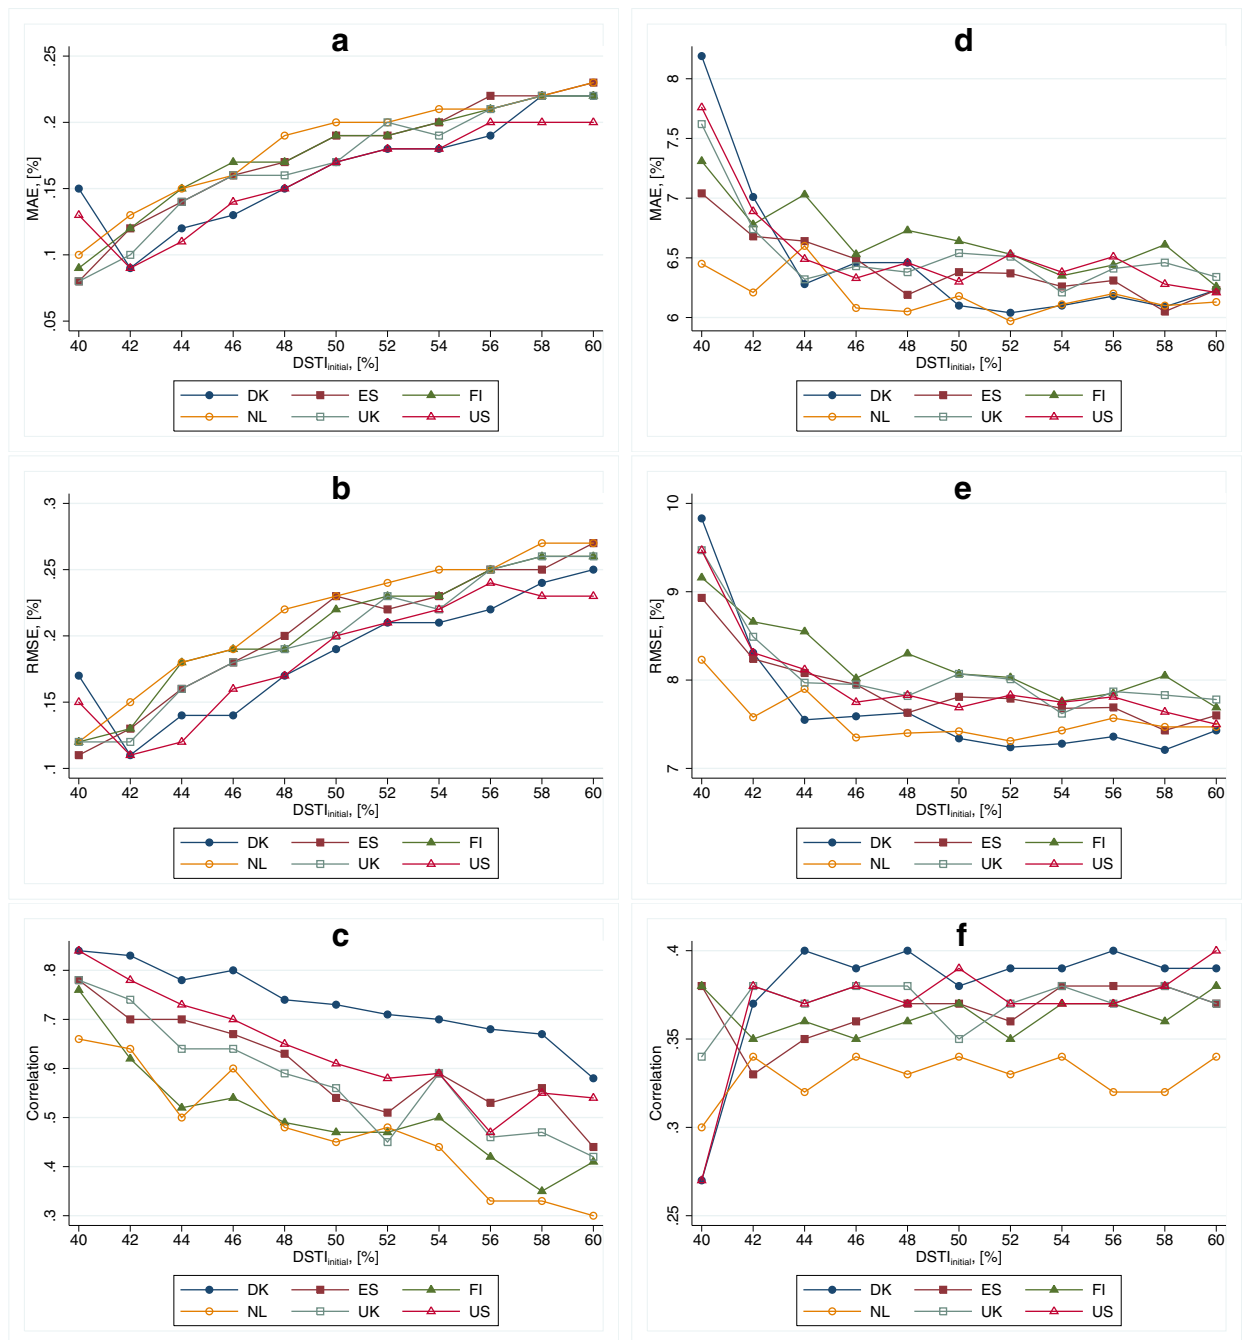 a
MAE, [%]
.25
.2
.15
.1
.05
40 42 44 46 48 50 52 54 56 58 60
DSTIinitial, [%]
DK ES FI
NL UK US
d
MAE, [%]
8
7.5
7
6.5
6
40 42 44 46 48 50 52 54 56 58 60
DSTIinitial, [%]
DK ES FI
NL UK US
b
RMSE, [%]
.3
.25
.2
.15
.1
40 42 44 46 48 50 52 54 56 58 60
DSTIinitial, [%]
DK ES FI
NL UK US
e
RMSE, [%]
10
9
8
7
40 42 44 46 48 50 52 54 56 58 60
DSTIinitial, [%]
DK ES FI
NL UK US
c
Correlation
.8
.7
.6
.5
.4
.3
40 42 44 46 48 50 52 54 56 58 60
DSTIinitial, [%]
DK ES FI
NL UK US
f
Correlation
.4
.35
.3
.25
40 42 44 46 48 50 52 54 56 58 60
DSTIinitial, [%]
DK ES FI
NL UK US